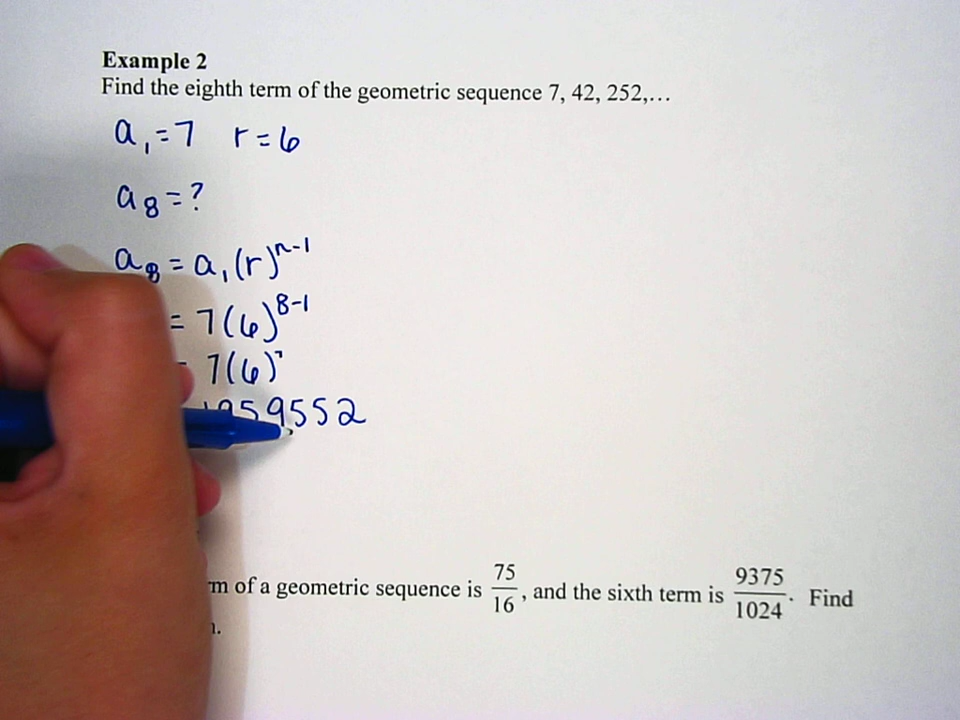 Example 2
Find the eighth term of the geometric sequence 7, 42, 252,…
a₁ = 7 r = 6
a₈ = ?
a₈ = a₁(r)ⁿ⁻¹
= 7(6)⁸⁻¹
= 7(6)⁷
1959552
of a geometric sequence is 75/16, and the sixth term is 9375/1024. Find